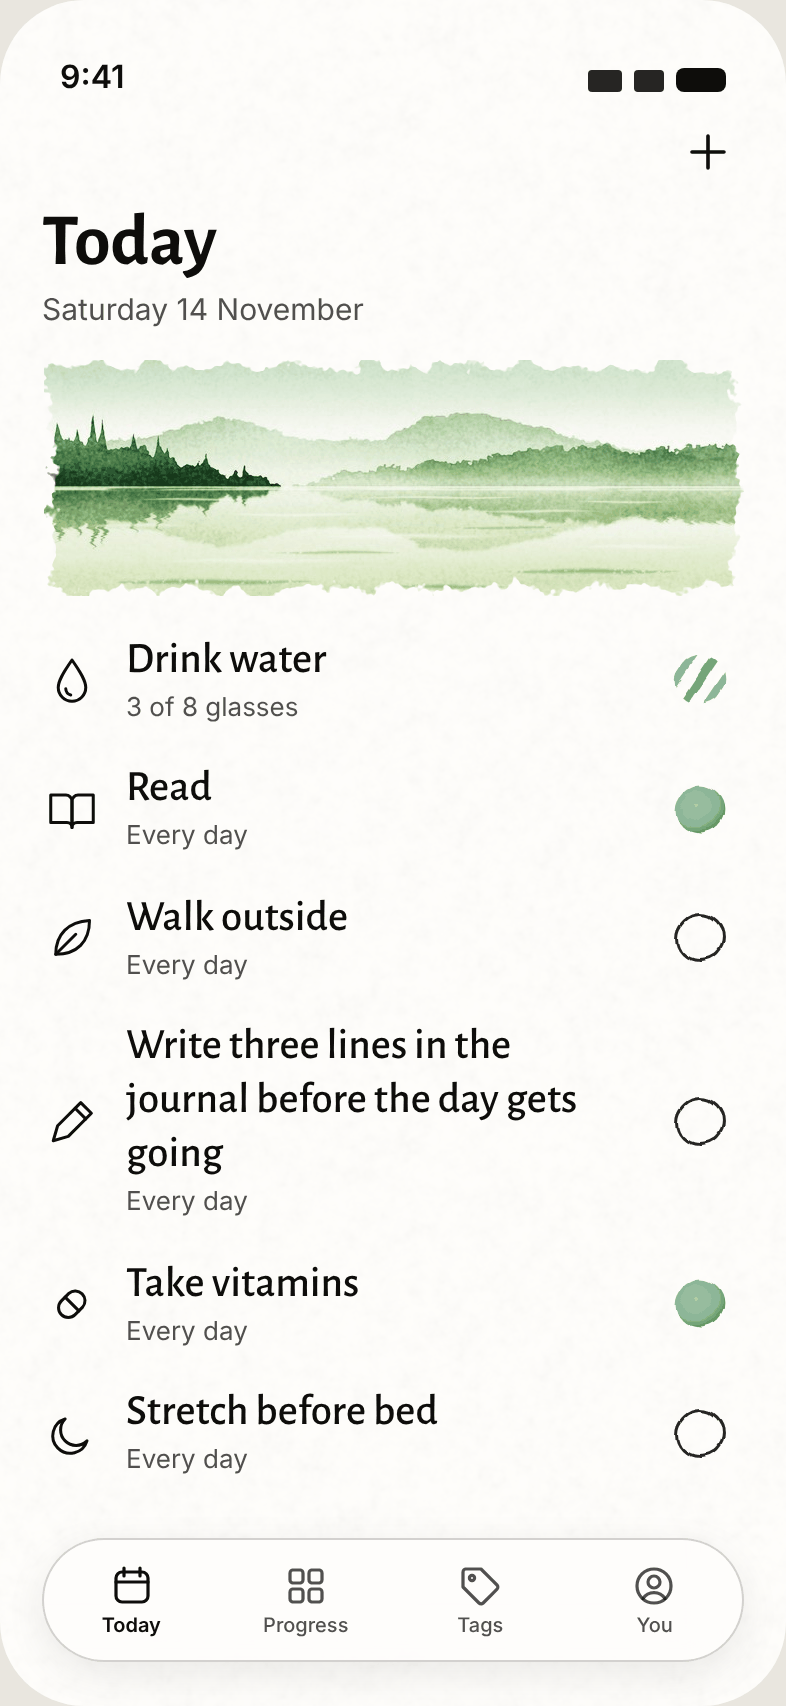 9:41
Today
Saturday 14 November
Drink water
3 of 8 glasses
Read
Every day
Walk outside
Every day
Write three lines in the
journal before the day gets
going
Every day
Take vitamins
Every day
Stretch before bed
Every day
Today
Progress
Tags
You